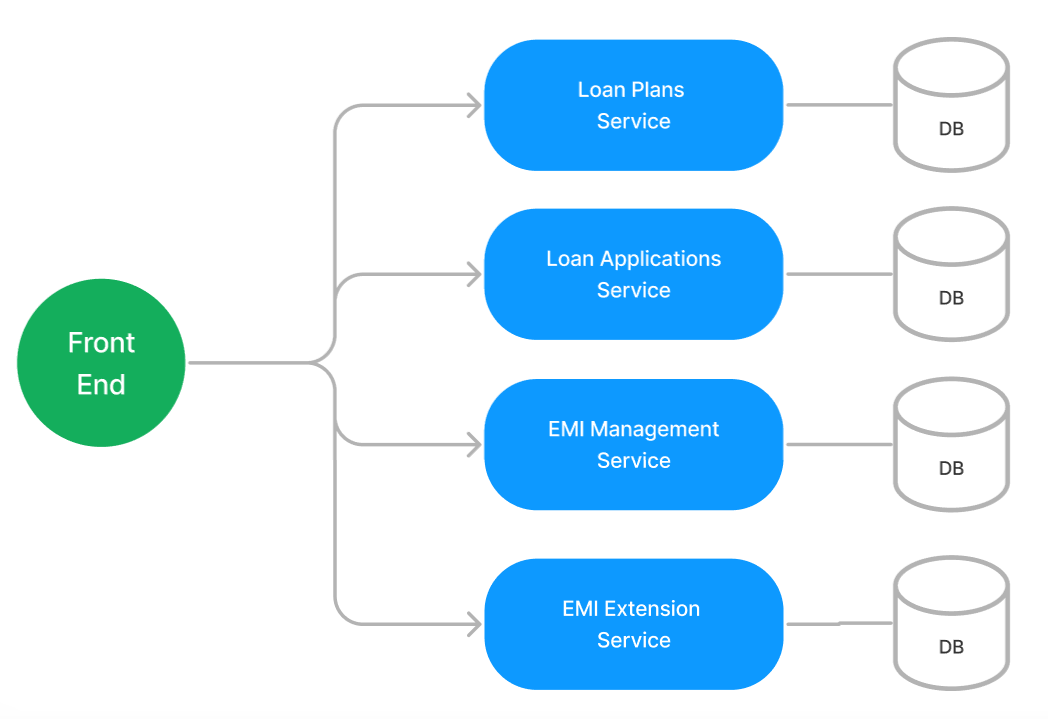 Loan Plans
Service
DB
Loan Applications
Service
DB
Front
End
EMI Management
Service
DB
EMI Extension
Service
DB